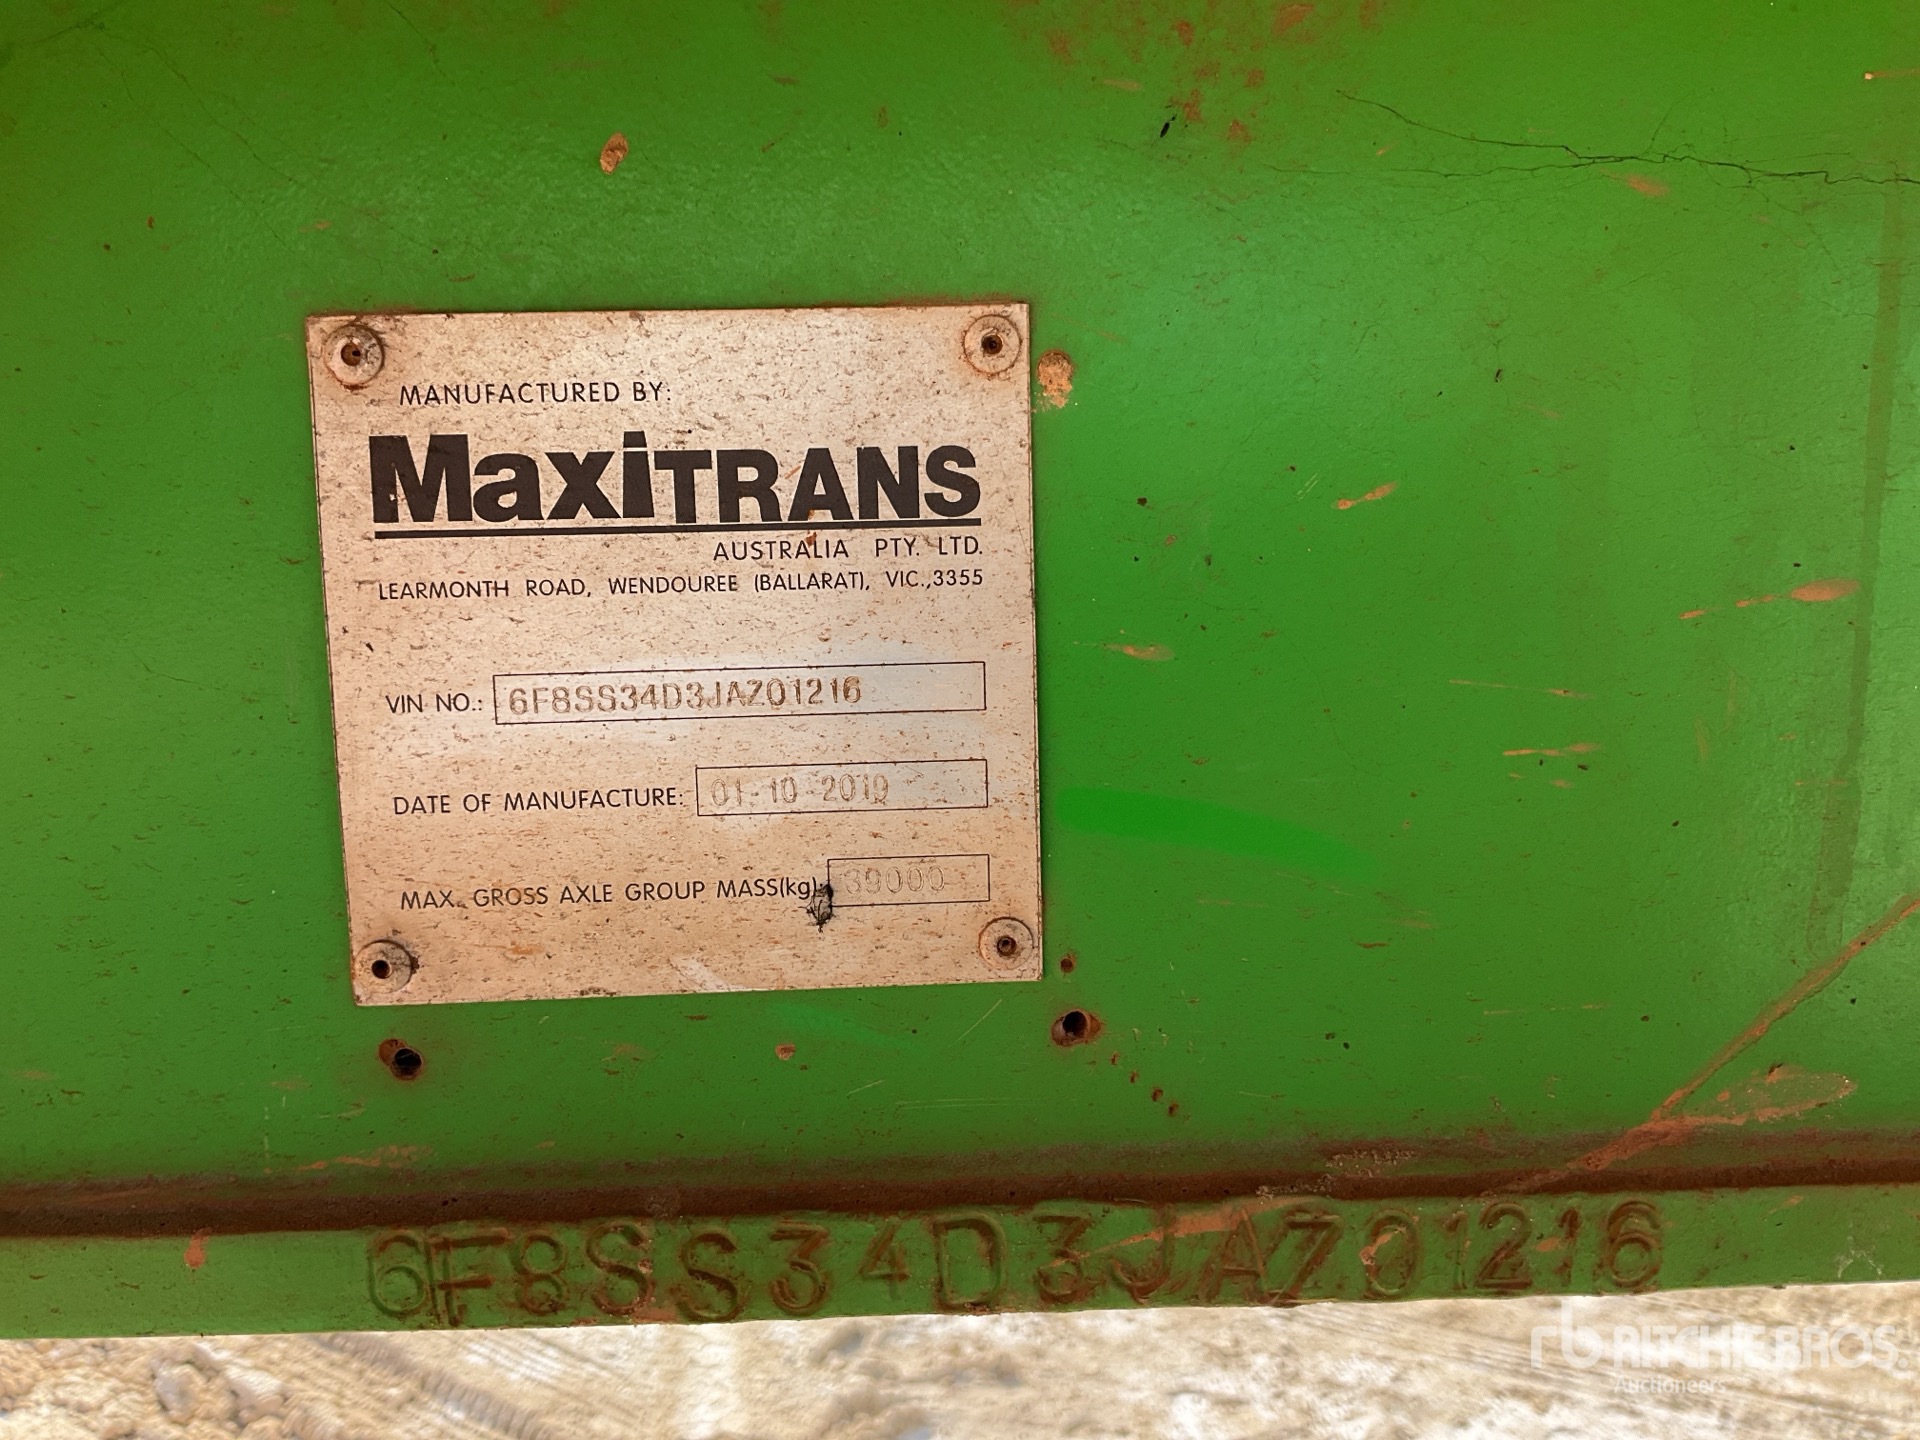 MANUFACTURED BY:
MaxiTRANS
AUSTRALIA PTY. LTD.
LEARMONTH ROAD, WENDOUREE (BALLARAT), VIC.,3355
VIN NO.: 6F8SS34D3JAZ01216
DATE OF MANUFACTURE: 01-10-2019
MAX. GROSS AXLE GROUP MASS(kg): 39000
6F8SS34D3JAZ01216
rb RITCHIE BROS.
Auctioneers